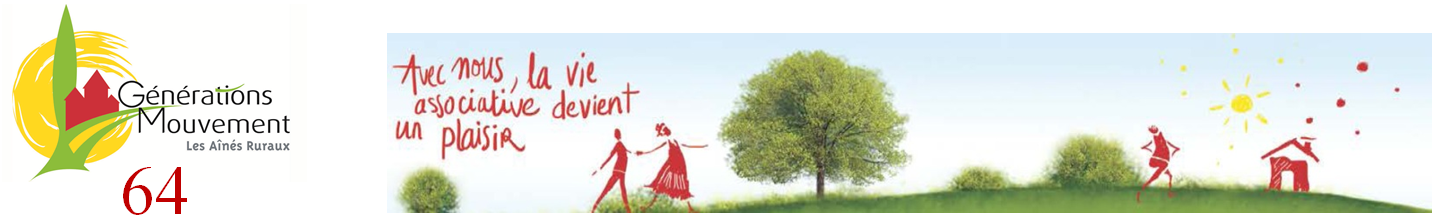 Générations
Mouvement
Les Aînés Ruraux
64
Avec nous, la vie
associative devient
un plaisir